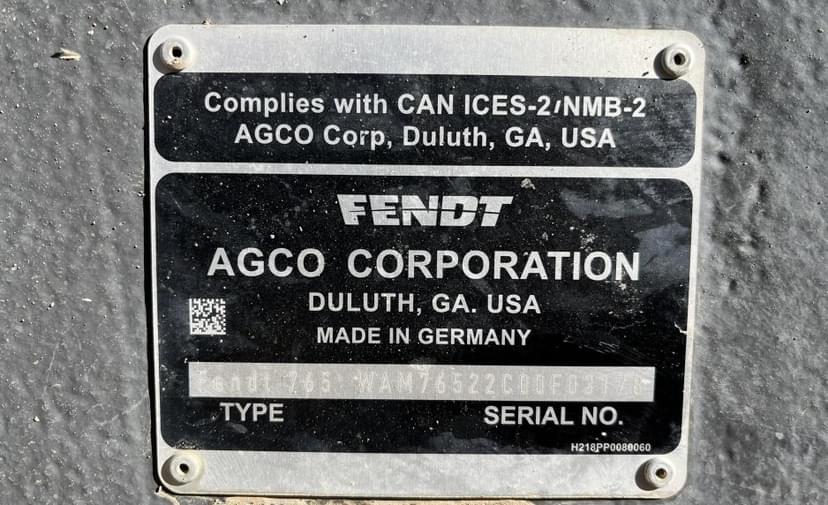 Complies with CAN ICES-2/NMB-2
AGCO Corp, Duluth, GA, USA
FENDT
AGCO CORPORATION
DULUTH, GA. USA
MADE IN GERMANY
Fendt 765
TYPE SERIAL NO.
H218PP0080060